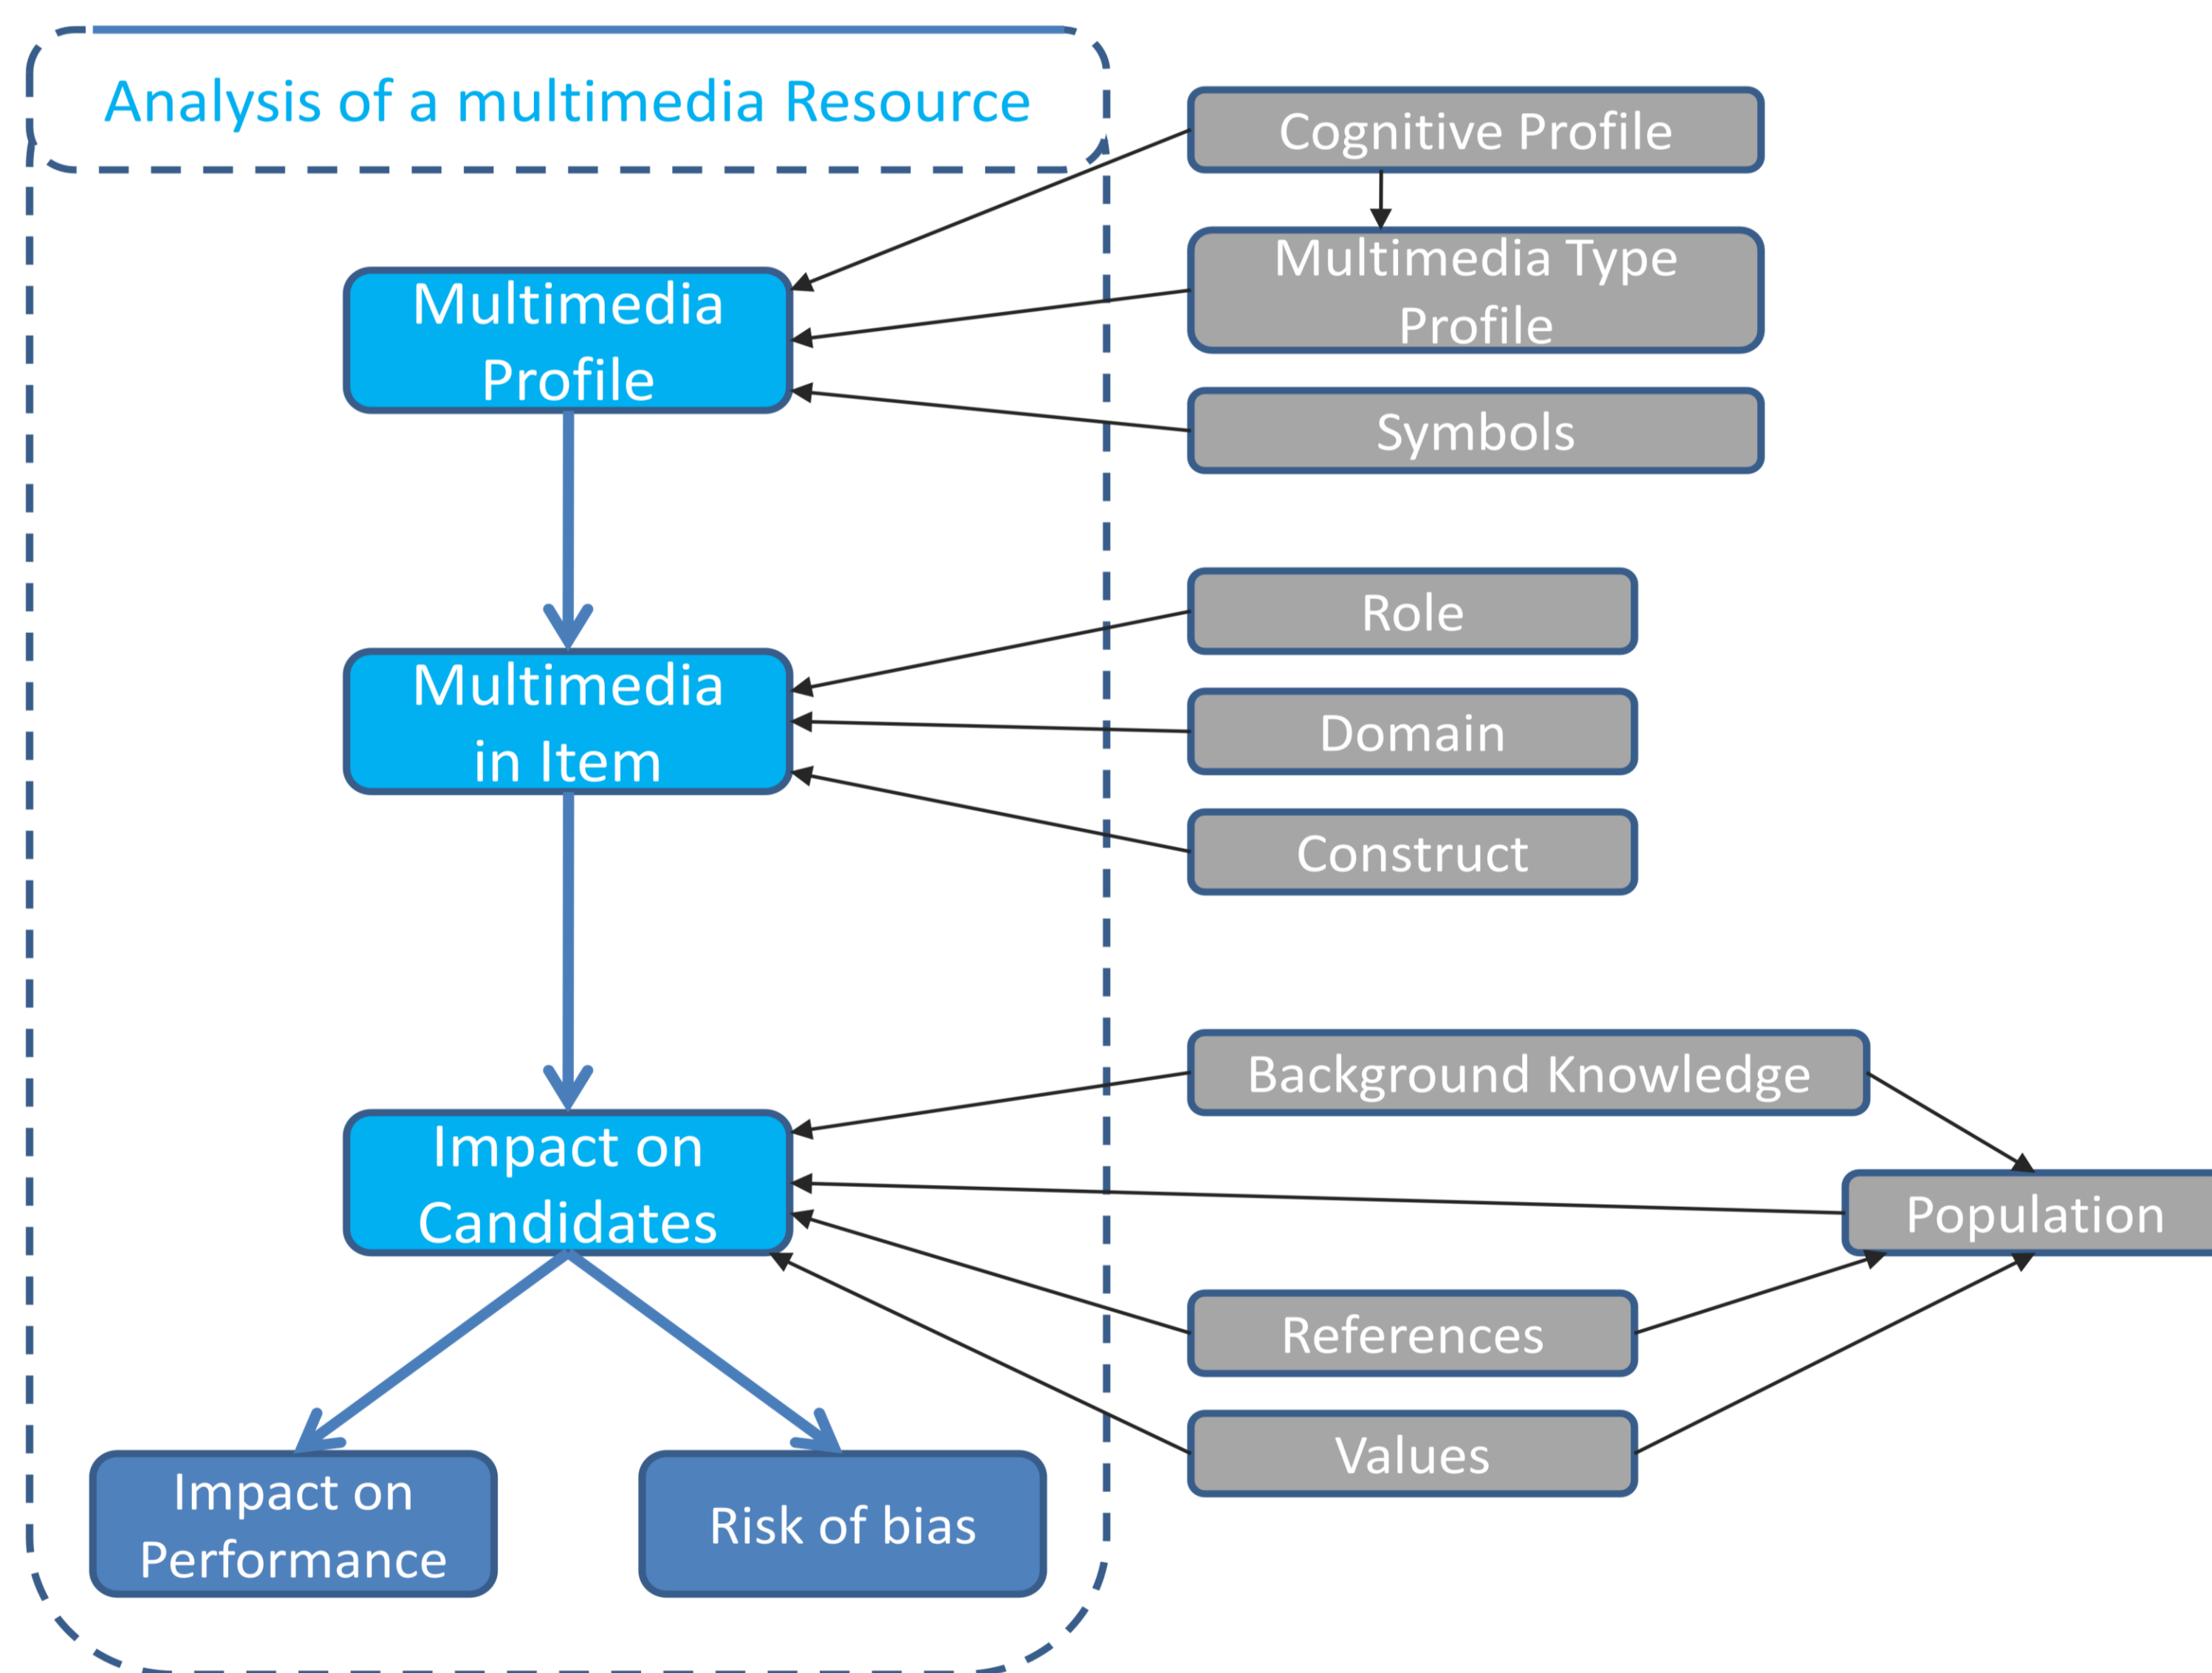 Analysis of a multimedia Resource
Cognitive Profile
Multimedia Type
Profile
Multimedia
Profile
Symbols
Role
Multimedia
in Item
Domain
Construct
Background Knowledge
Impact on
Candidates
Population
References
Values
Impact on
Performance
Risk of bias